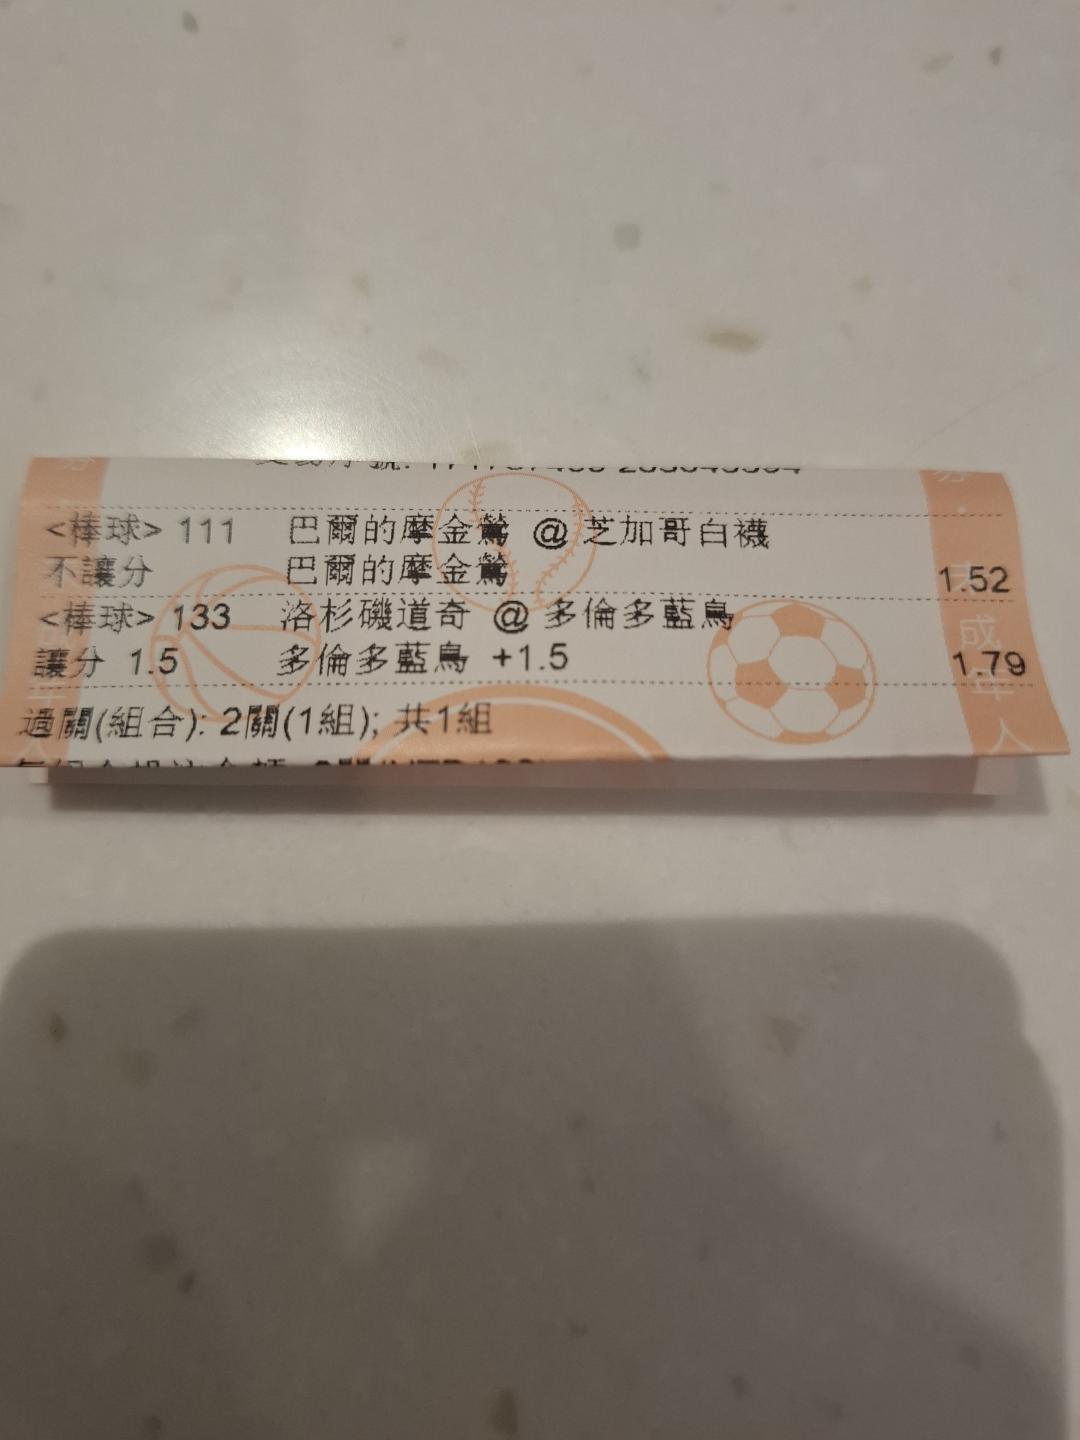 <棒球> 111 巴爾的摩金鶯 @ 芝加哥白襪
不讓分 巴爾的摩金鶯 1.52
<棒球> 133 洛杉磯道奇 @ 多倫多藍鳥
讓分 1.5 多倫多藍鳥 +1.5 1.79
過關(組合): 2關(1組); 共1組
成年人